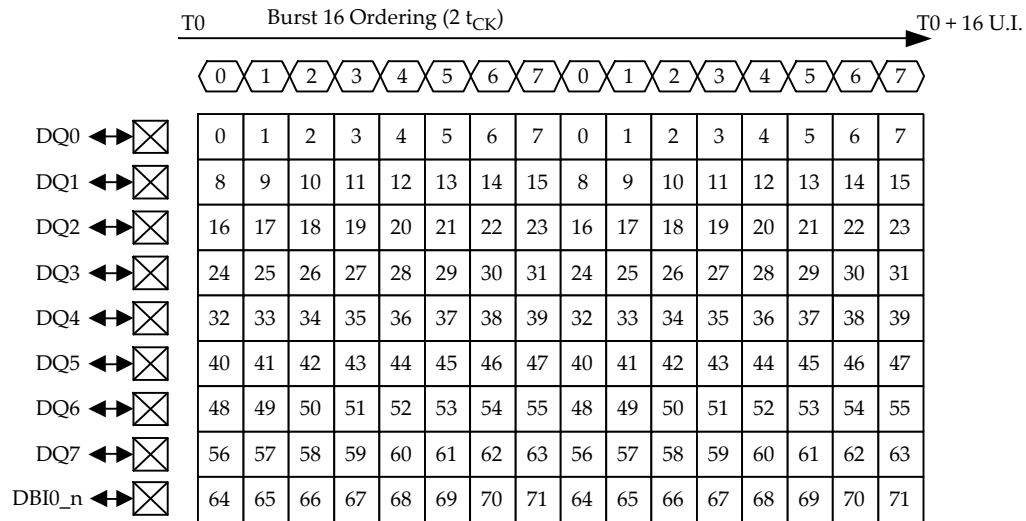 T0 Burst 16 Ordering (2 tCK) T0 + 16 U.I.
0 1 2 3 4 5 6 7 0 1 2 3 4 5 6 7
DQ0 0 1 2 3 4 5 6 7 0 1 2 3 4 5 6 7
DQ1 8 9 10 11 12 13 14 15 8 9 10 11 12 13 14 15
DQ2 16 17 18 19 20 21 22 23 16 17 18 19 20 21 22 23
DQ3 24 25 26 27 28 29 30 31 24 25 26 27 28 29 30 31
DQ4 32 33 34 35 36 37 38 39 32 33 34 35 36 37 38 39
DQ5 40 41 42 43 44 45 46 47 40 41 42 43 44 45 46 47
DQ6 48 49 50 51 52 53 54 55 48 49 50 51 52 53 54 55
DQ7 56 57 58 59 60 61 62 63 56 57 58 59 60 61 62 63
DBI0_n 64 65 66 67 68 69 70 71 64 65 66 67 68 69 70 71